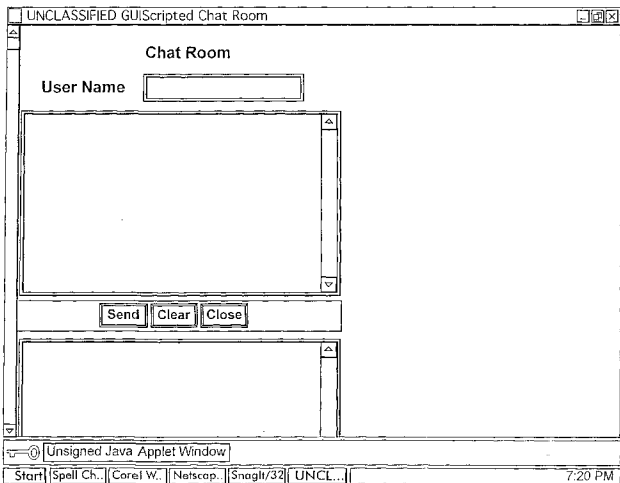 UNCLASSIFIED GUIScripted Chat Room
Chat Room
User Name
Send Clear Close
Unsigned Java Applet Window
Start Spell Ch.. Corel W.. Netscap.. SnagIt/32 UNCL... 7:20 PM